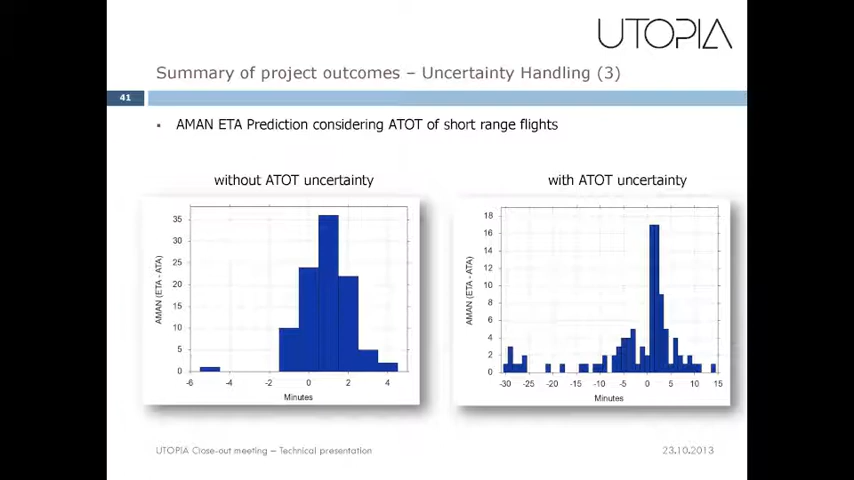 UTOPIA
Summary of project outcomes – Uncertainty Handling (3)
41
▪ AMAN ETA Prediction considering ATOT of short range flights
without ATOT uncertainty
with ATOT uncertainty
AMAN (ETA - ATA)
35
30
25
20
15
10
5
0
-6 -4 -2 0 2 4
Minutes
AMAN (ETA - ATA)
18
16
14
12
10
8
6
4
2
0
-30 -25 -20 -15 -10 -5 0 5 10 15
Minutes
UTOPIA Close-out meeting – Technical presentation
23.10.2013